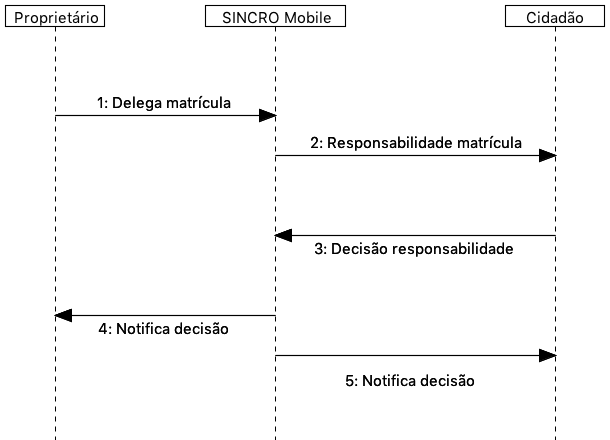 Proprietário
SINCRO Mobile
Cidadão
1: Delega matrícula
2: Responsabilidade matrícula
3: Decisão responsabilidade
4: Notifica decisão
5: Notifica decisão